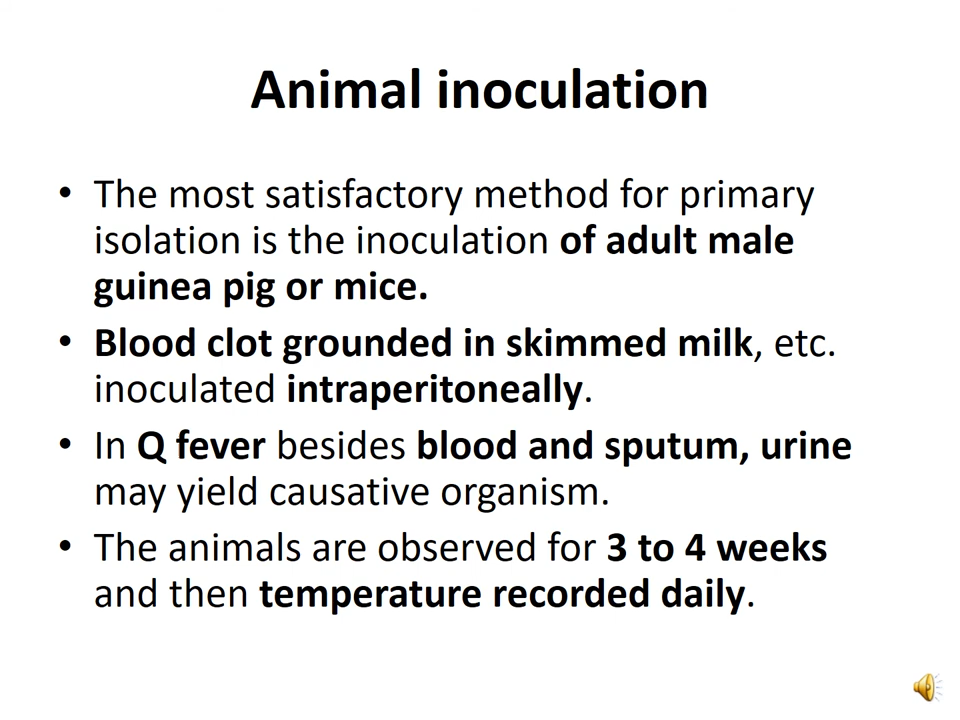 Animal inoculation
• The most satisfactory method for primary
isolation is the inoculation of adult male
guinea pig or mice.
• Blood clot grounded in skimmed milk, etc.
inoculated intraperitoneally.
• In Q fever besides blood and sputum, urine
may yield causative organism.
• The animals are observed for 3 to 4 weeks
and then temperature recorded daily.